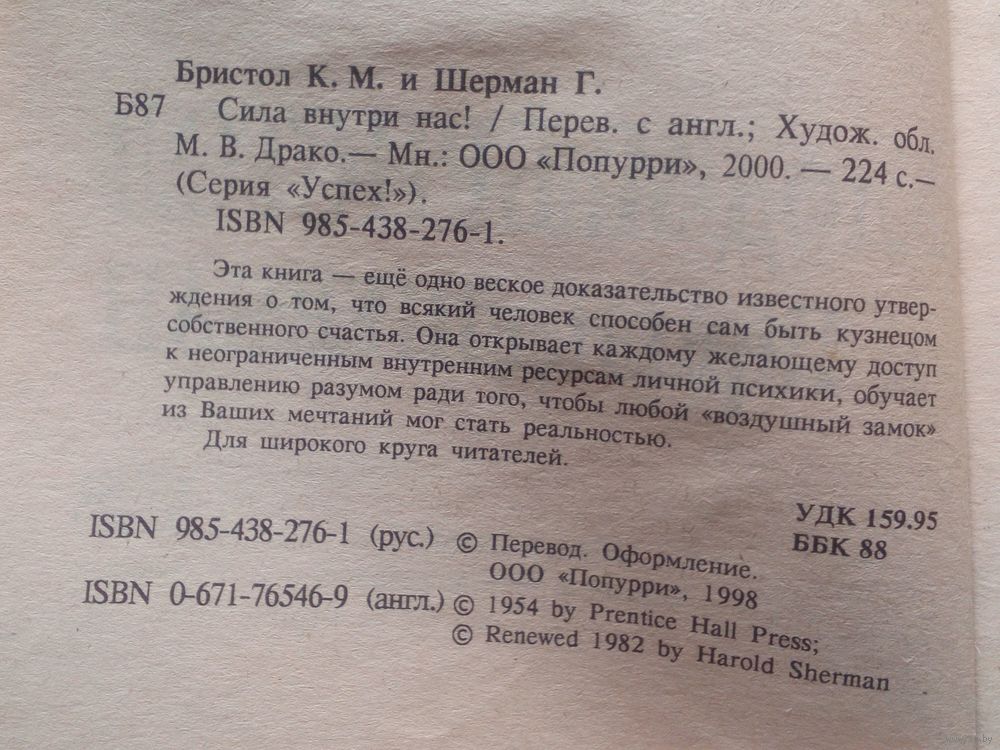 Бристол К. М. и Шерман Г.
Б87 Сила внутри нас! / Перев. с англ.; Худож. обл.
М. В. Драко.— Мн.: ООО «Попурри», 2000. — 224 с.—
(Серия «Успех!»).
ISBN 985-438-276-1.
Эта книга — ещё одно веское доказательство известного утвер-
ждения о том, что всякий человек способен сам быть кузнецом
собственного счастья. Она открывает каждому желающему доступ
к неограниченным внутренним ресурсам личной психики, обучает
управлению разумом ради того, чтобы любой «воздушный замок»
из Ваших мечтаний мог стать реальностью.
Для широкого круга читателей.
УДК 159.95
ББК 88
ISBN 985-438-276-1 (рус.) © Перевод. Оформление.
ООО «Попурри», 1998
ISBN 0-671-76546-9 (англ.) © 1954 by Prentice Hall Press;
© Renewed 1982 by Harold Sherman